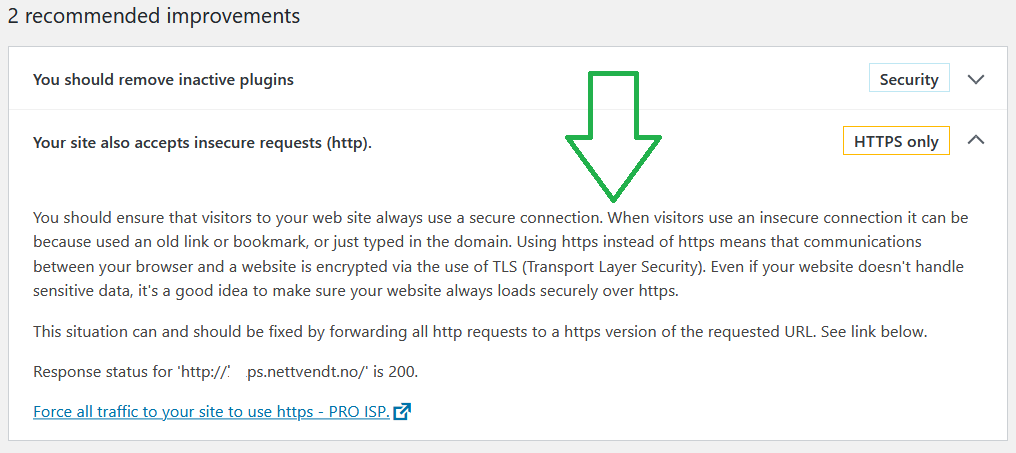 2 recommended improvements
You should remove inactive plugins
Security
Your site also accepts insecure requests (http).
HTTPS only
You should ensure that visitors to your web site always use a secure connection. When visitors use an insecure connection it can be
because used an old link or bookmark, or just typed in the domain. Using https instead of https means that communications
between your browser and a website is encrypted via the use of TLS (Transport Layer Security). Even if your website doesn't handle
sensitive data, it's a good idea to make sure your website always loads securely over https.
This situation can and should be fixed by forwarding all http requests to a https version of the requested URL. See link below.
Response status for 'http:// ps.nettvendt.no/' is 200.
Force all traffic to your site to use https - PRO ISP.